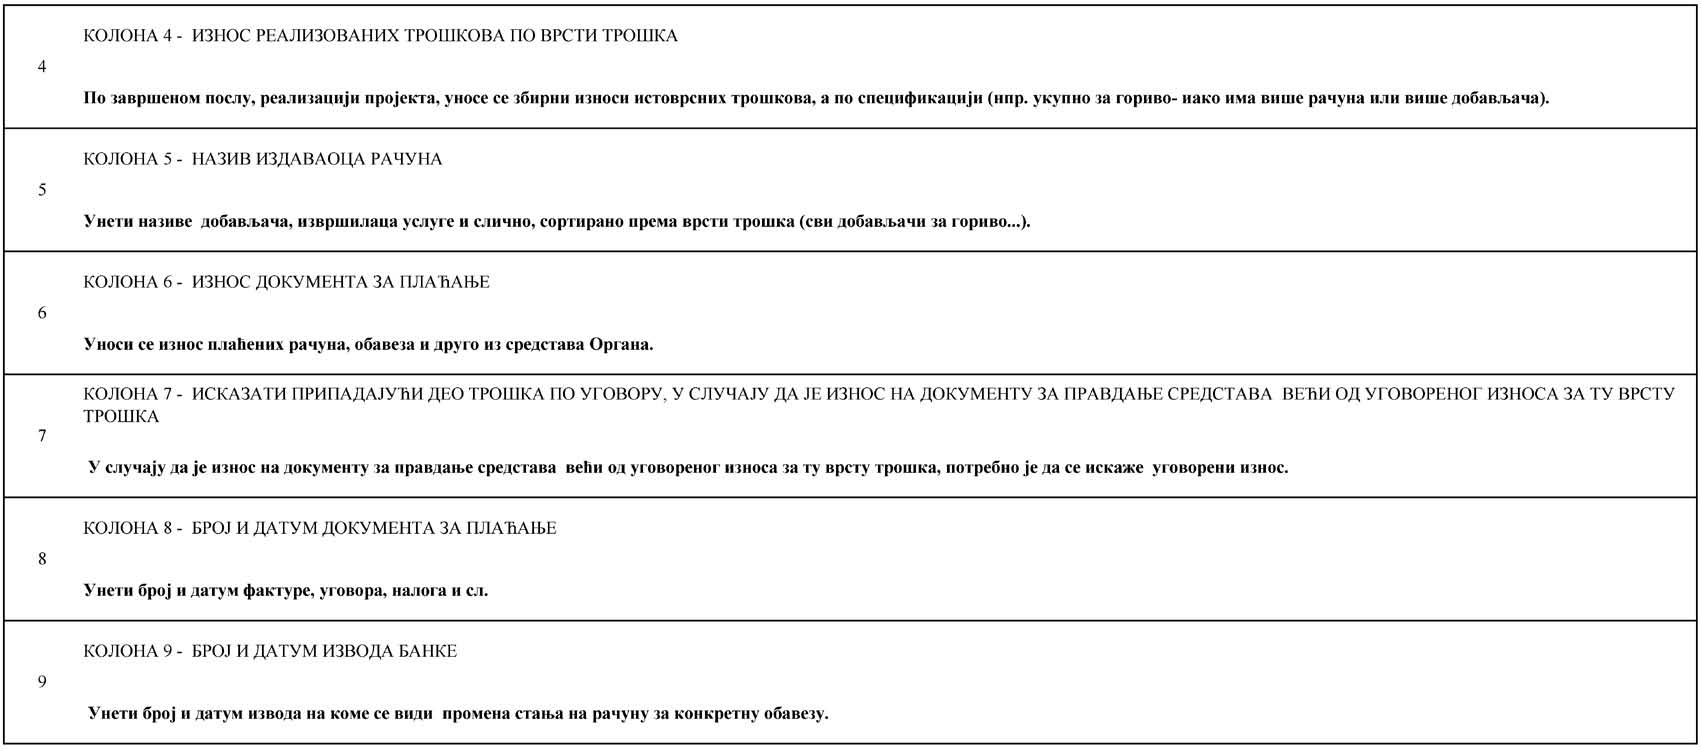 КОЛОНА 4 - ИЗНОС РЕАЛИЗОВАНИХ ТРОШКОВА ПО ВРСТИ ТРОШКА
4
По завршеном послу, реализацији пројекта, уносе се збирни износи истоврсних трошкова, а по спецификацији (нпр. укупно за гориво- иако има више рачуна или више добављача).
КОЛОНА 5 - НАЗИВ ИЗДАВАОЦА РАЧУНА
5
Унети називе добављача, извршилаца услуге и слично, сортирано према врсти трошка (сви добављачи за гориво...).
КОЛОНА 6 - ИЗНОС ДОКУМЕНТА ЗА ПЛАЋАЊЕ
6
Уноси се износ плаћених рачуна, обавеза и друго из средстава Органа.
КОЛОНА 7 - ИСКАЗАТИ ПРИПАДАЈУЋИ ДЕО ТРОШКА ПО УГОВОРУ, У СЛУЧАЈУ ДА ЈЕ ИЗНОС НА ДОКУМЕНТУ ЗА ПРАВДАЊЕ СРЕДСТАВА ВЕЋИ ОД УГОВОРЕНОГ ИЗНОСА ЗА ТУ ВРСТУ
ТРОШКА
7
У случају да је износ на документу за правдање средстава већи од уговореног износа за ту врсту трошка, потребно је да се искаже уговорени износ.
КОЛОНА 8 - БРОЈ И ДАТУМ ДОКУМЕНТА ЗА ПЛАЋАЊЕ
8
Унети број и датум фактуре, уговора, налога и сл.
КОЛОНА 9 - БРОЈ И ДАТУМ ИЗВОДА БАНКЕ
9
Унети број и датум извода на коме се види промена стања на рачуну за конкретну обавезу.